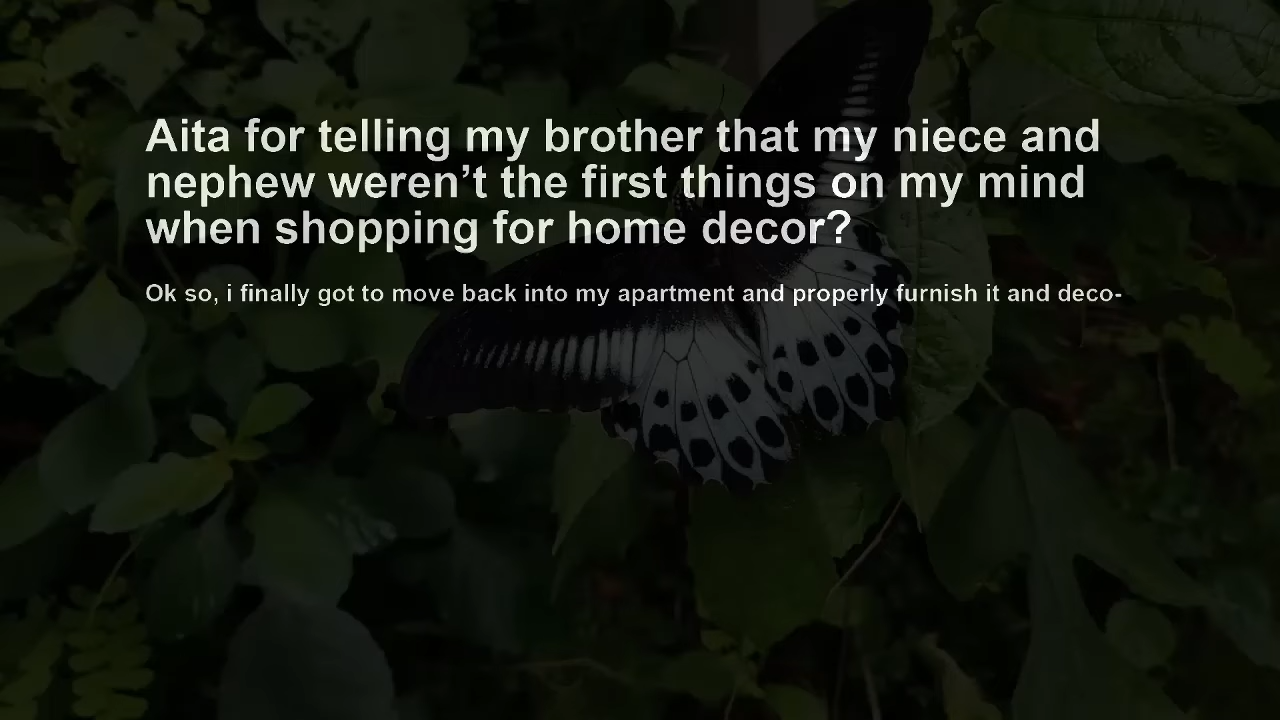 Aita for telling my brother that my niece and
nephew weren’t the first things on my mind
when shopping for home decor?
Ok so, i finally got to move back into my apartment and properly furnish it and deco-